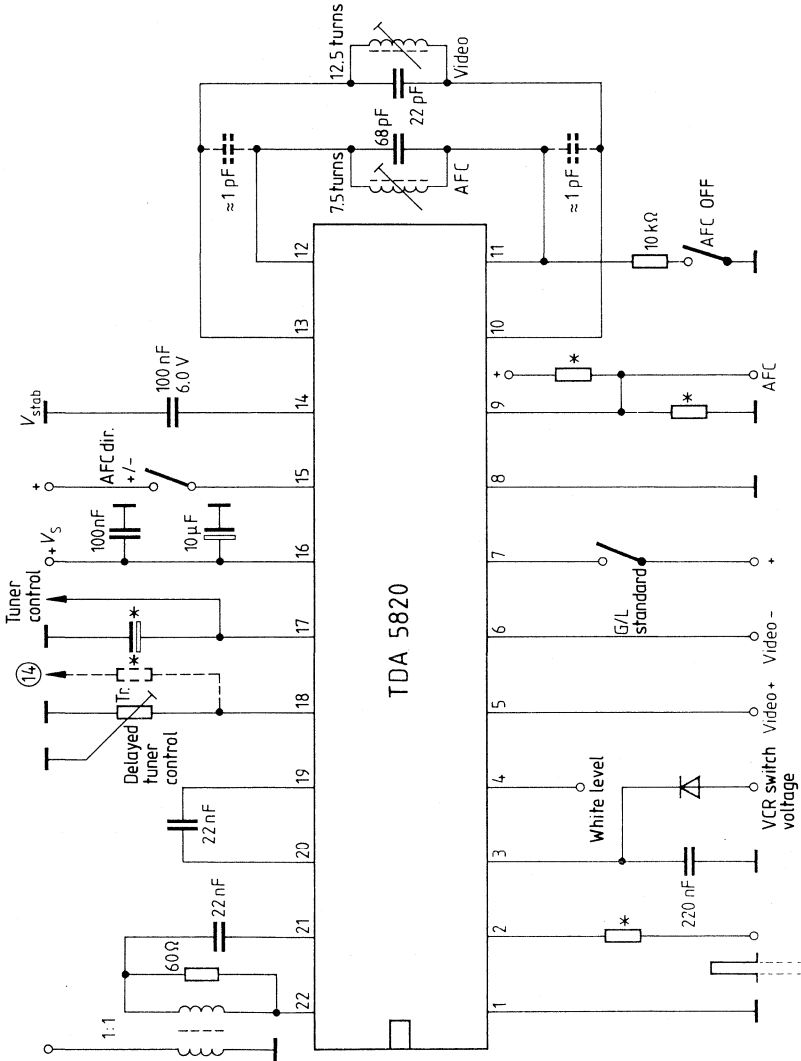 TDA 5820
1:1
60Ω
22 nF
22 nF
Delayed
tuner
control
Tr.
*
14
*
Tuner
control
+ V_S
100nF
10µF
+
AFC dir.
+/-
V_stab
100 nF
6.0 V
≈1 pF
7.5 turns
68pF
AFC
12.5 turns
22 pF
Video
≈1 pF
22 21 20 19 18 17 16 15 14 13 12
1 2 3 4 5 6 7 8 9 10 11
*
220 nF
VCR switch
voltage
White level
Video +
Video -
G/L
standard
+
+
*
*
AFC
10 kΩ
AFC OFF